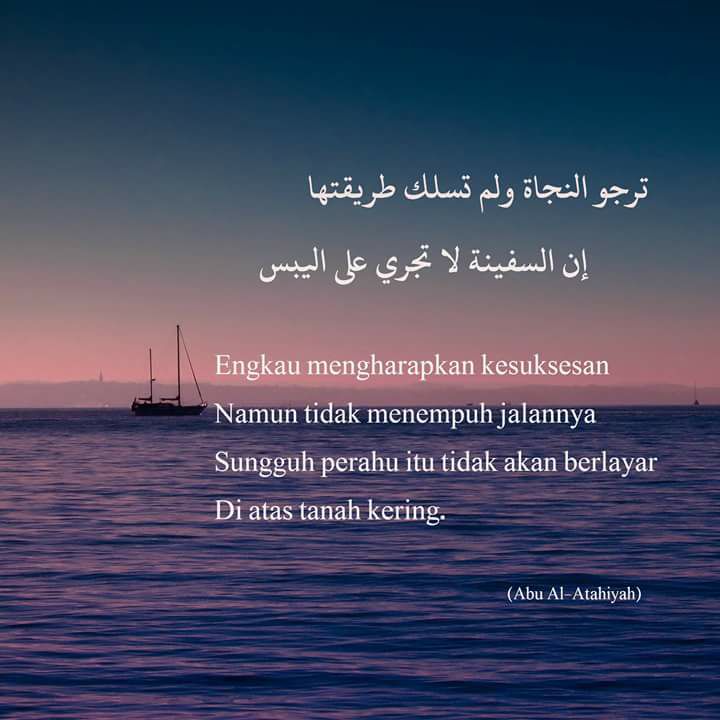 ترجو النجاة ولم تسلك طريقتها
إن السفينة لا تجري على اليبس
Engkau mengharapkan kesuksesan
Namun tidak menempuh jalannya
Sungguh perahu itu tidak akan berlayar
Di atas tanah kering.
(Abu Al-Atahiyah)